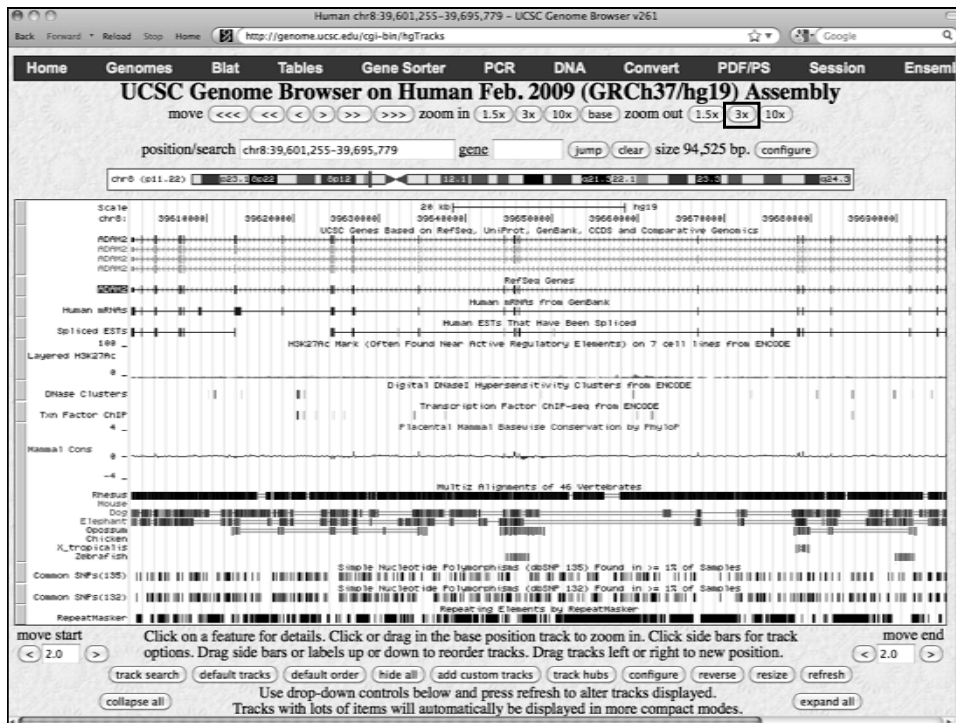 Human chr8:39,601,255-39,695,779 – UCSC Genome Browser v261
Back Forward Reload Stop Home http://genome.ucsc.edu/cgi-bin/hgTracks Google
Home Genomes Blat Tables Gene Sorter PCR DNA Convert PDF/PS Session Ensembl
UCSC Genome Browser on Human Feb. 2009 (GRCh37/hg19) Assembly
move <<< << < > >> >>> zoom in 1.5x 3x 10x base zoom out 1.5x 3x 10x
position/search chr8:39,601,255-39,695,779 gene jump clear size 94,525 bp. configure
chr8 (p11.22) p23.1 8p22 8p12 12.1 q21.3 22.1 23.3 q24.3
Scale 20 kb hg19
chr8: 39610000| 39620000| 39630000| 39640000| 39650000| 39660000| 39670000| 39680000| 39690000|
UCSC Genes Based on RefSeq, UniProt, GenBank, CCDS and Comparative Genomics
ADAM2
ADAM2
ADAM2
ADAM2
RefSeq Genes
ADAM2
Human mRNAs from GenBank
Human mRNAs
Human ESTs That Have Been Spliced
Spliced ESTs
H3K27Ac Mark (Often Found Near Active Regulatory Elements) on 7 cell lines from ENCODE
100 _
Layered H3K27Ac
0 _
Digital DNaseI Hypersensitivity Clusters from ENCODE
DNase Clusters
Transcription Factor ChIP-seq from ENCODE
Txn Factor ChIP
Placental Mammal Basewise Conservation by PhyloP
4 _
Mammal Cons
0 _
-4 _
Multiz Alignments of 46 Vertebrates
Rhesus
Mouse
Dog
Elephant
Opossum
Chicken
X_tropicalis
Zebrafish
Simple Nucleotide Polymorphisms (dbSNP 135) Found in >= 1% of Samples
Common SNPs(135)
Simple Nucleotide Polymorphisms (dbSNP 132) Found in >= 1% of Samples
Common SNPs(132)
Repeating Elements by RepeatMasker
RepeatMasker
move start Click on a feature for details. Click or drag in the base position track to zoom in. Click side bars for track move end
< 2.0 > options. Drag side bars or labels up or down to reorder tracks. Drag tracks left or right to new position. < 2.0 >
track search default tracks default order hide all add custom tracks track hubs configure reverse resize refresh
collapse all Use drop-down controls below and press refresh to alter tracks displayed. expand all
Tracks with lots of items will automatically be displayed in more compact modes.